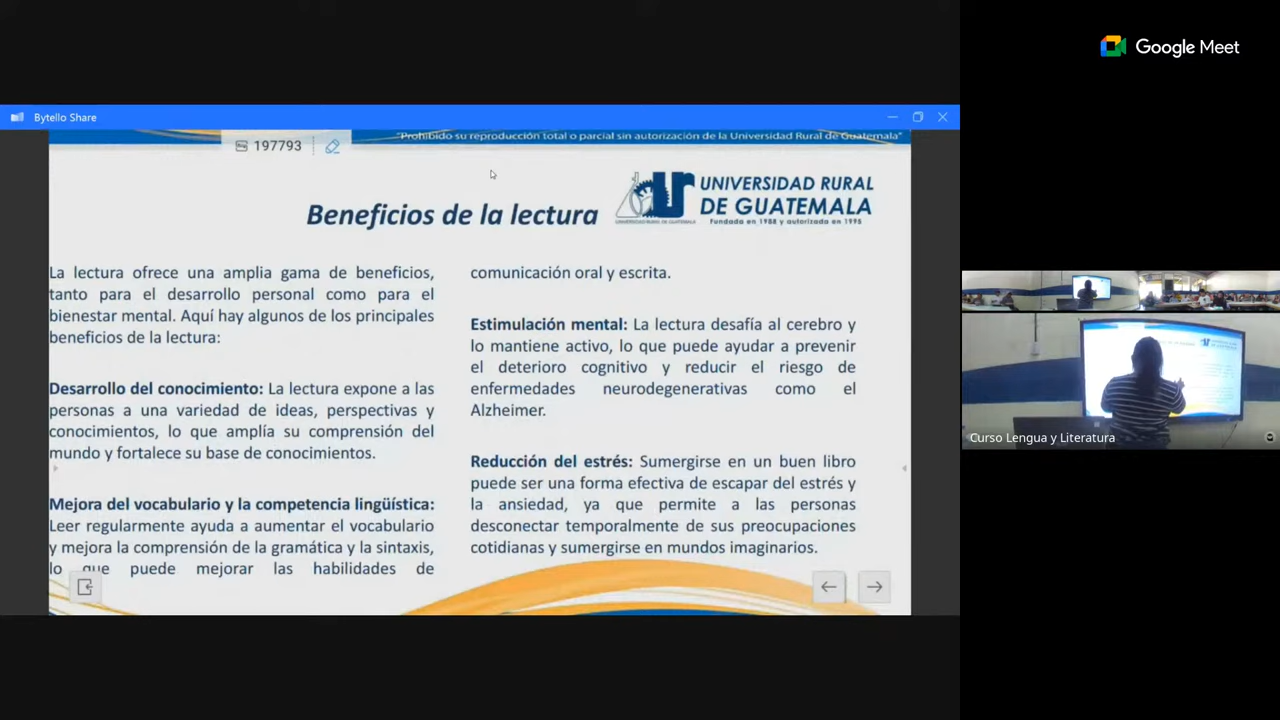 Google Meet
Bytello Share
"Prohibido su reproducción total o parcial sin autorización de la Universidad Rural de Guatemala"
197793
Beneficios de la lectura
UNIVERSIDAD RURAL
DE GUATEMALA
Fundada en 1988 y autorizada en 1995
UNIVERSIDAD RURAL DE GUATEMALA
La lectura ofrece una amplia gama de beneficios,
tanto para el desarrollo personal como para el
bienestar mental. Aquí hay algunos de los principales
beneficios de la lectura:
Desarrollo del conocimiento: La lectura expone a las
personas a una variedad de ideas, perspectivas y
conocimientos, lo que amplía su comprensión del
mundo y fortalece su base de conocimientos.
Mejora del vocabulario y la competencia lingüística:
Leer regularmente ayuda a aumentar el vocabulario
y mejora la comprensión de la gramática y la sintaxis,
lo que puede mejorar las habilidades de
comunicación oral y escrita.
Estimulación mental: La lectura desafía al cerebro y
lo mantiene activo, lo que puede ayudar a prevenir
el deterioro cognitivo y reducir el riesgo de
enfermedades neurodegenerativas como el
Alzheimer.
Reducción del estrés: Sumergirse en un buen libro
puede ser una forma efectiva de escapar del estrés y
la ansiedad, ya que permite a las personas
desconectar temporalmente de sus preocupaciones
cotidianas y sumergirse en mundos imaginarios.
Curso Lengua y Literatura